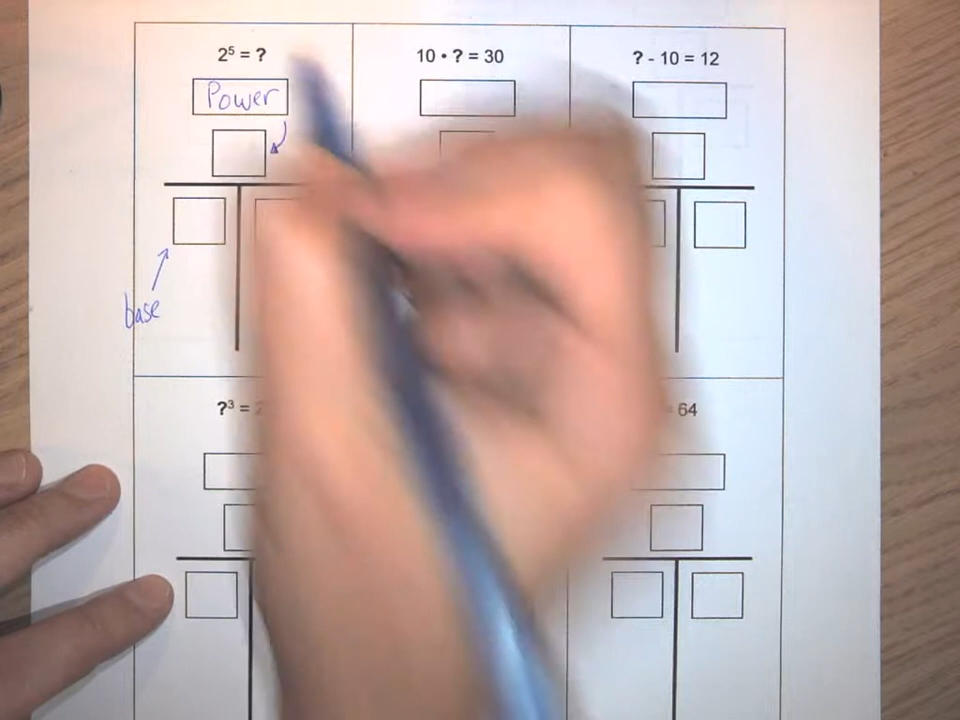 2⁵ = ?
10 • ? = 30
? - 10 = 12
Power
base
?³ =
= 64